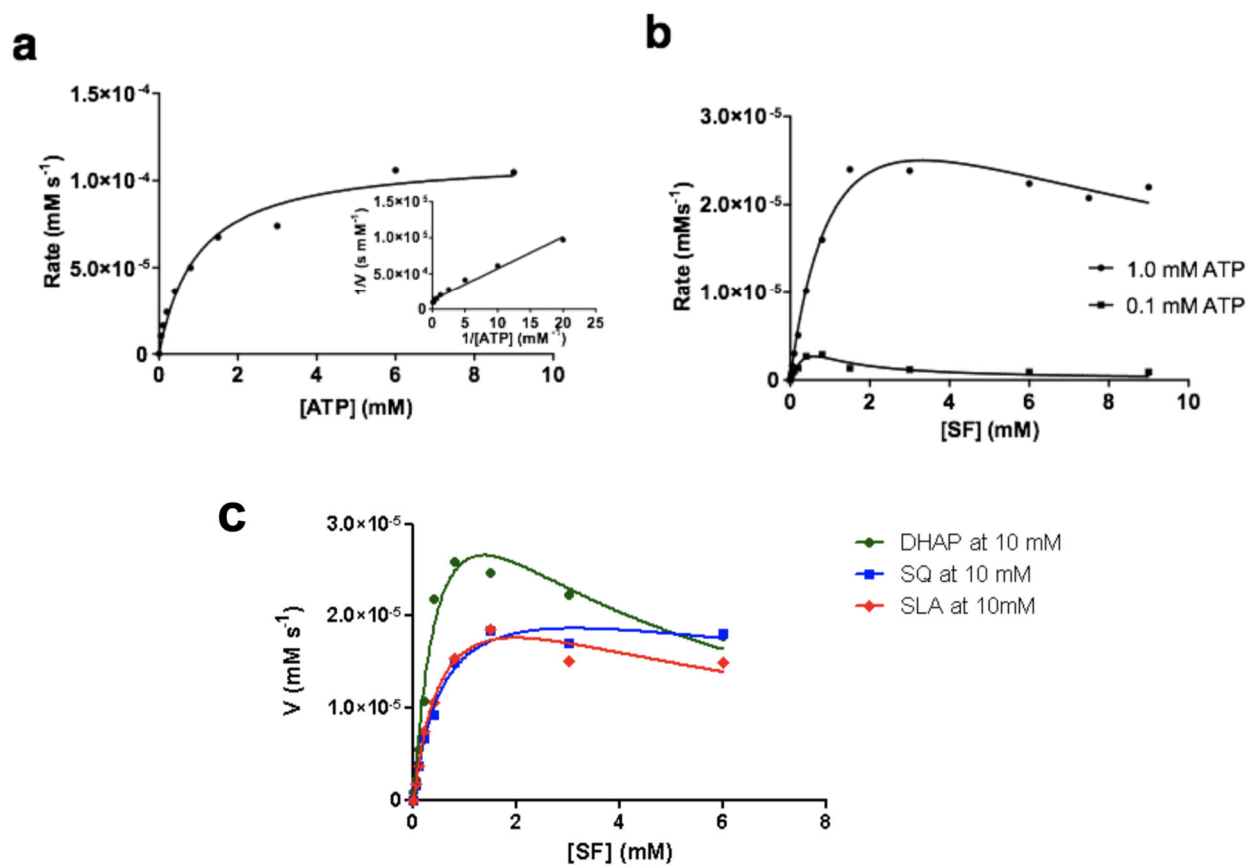 a
Rate (mM s⁻¹)
1.5×10⁻⁴
1.0×10⁻⁴
5.0×10⁻⁵
0
0 2 4 6 8 10
[ATP] (mM)
1/V (s mM⁻¹)
1.5×10⁵
1.0×10⁵
5.0×10⁴
0
0 5 10 15 20 25
1/[ATP] (mM⁻¹)
b
Rate (mMs⁻¹)
3.0×10⁻⁵
2.0×10⁻⁵
1.0×10⁻⁵
0
0 2 4 6 8 10
[SF] (mM)
1.0 mM ATP
0.1 mM ATP
c
V (mM s⁻¹)
3.0×10⁻⁵
2.0×10⁻⁵
1.0×10⁻⁵
0
0 2 4 6 8
[SF] (mM)
DHAP at 10 mM
SQ at 10 mM
SLA at 10mM